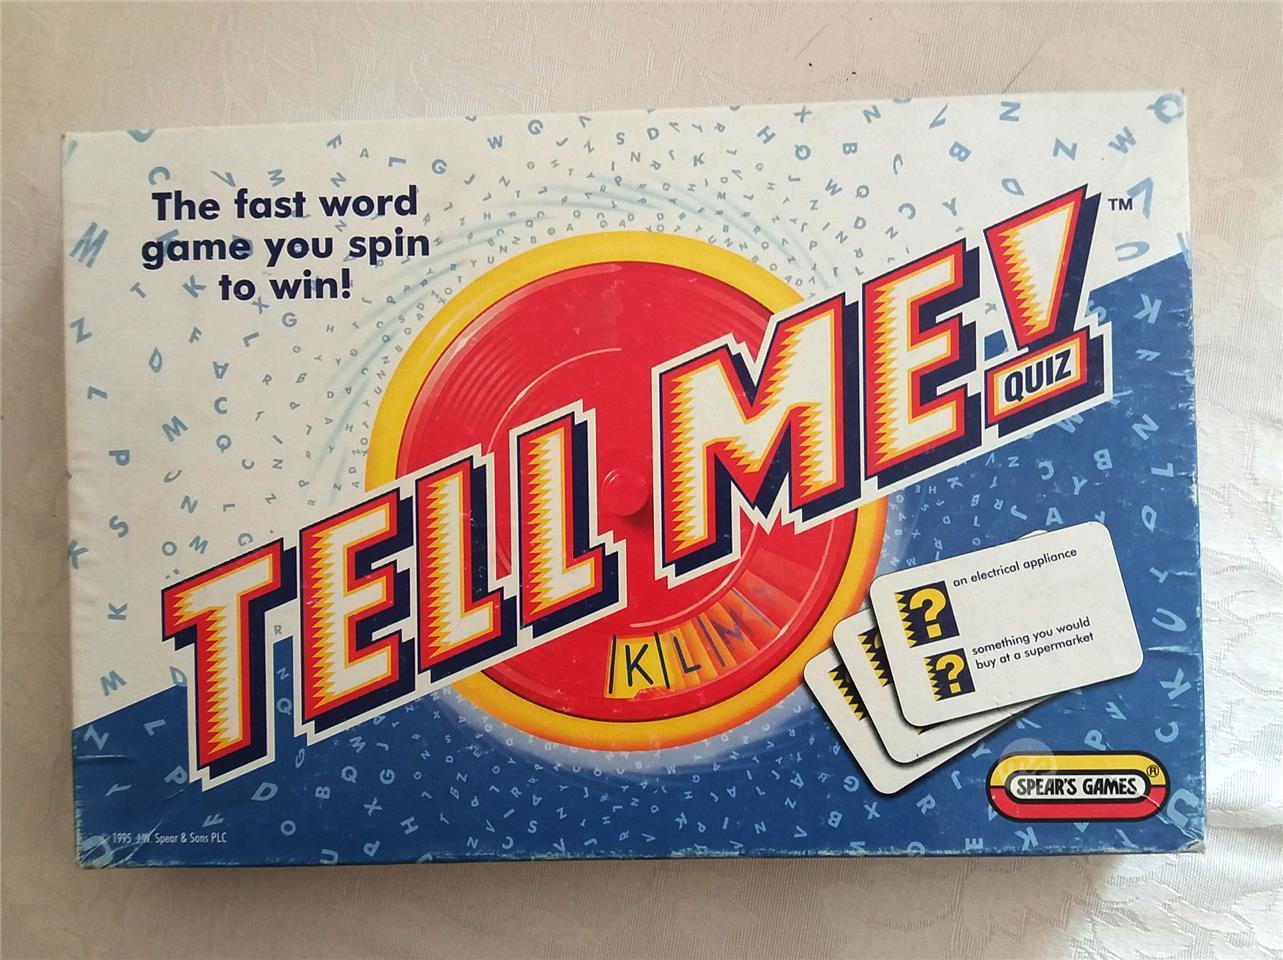 The fast word
game you spin
to win!
TELL ME! ™
QUIZ
K L M
an electrical appliance
?
something you would
buy at a supermarket
?
SPEAR'S GAMES ®
© 1995 J.W. Spear & Sons PLC